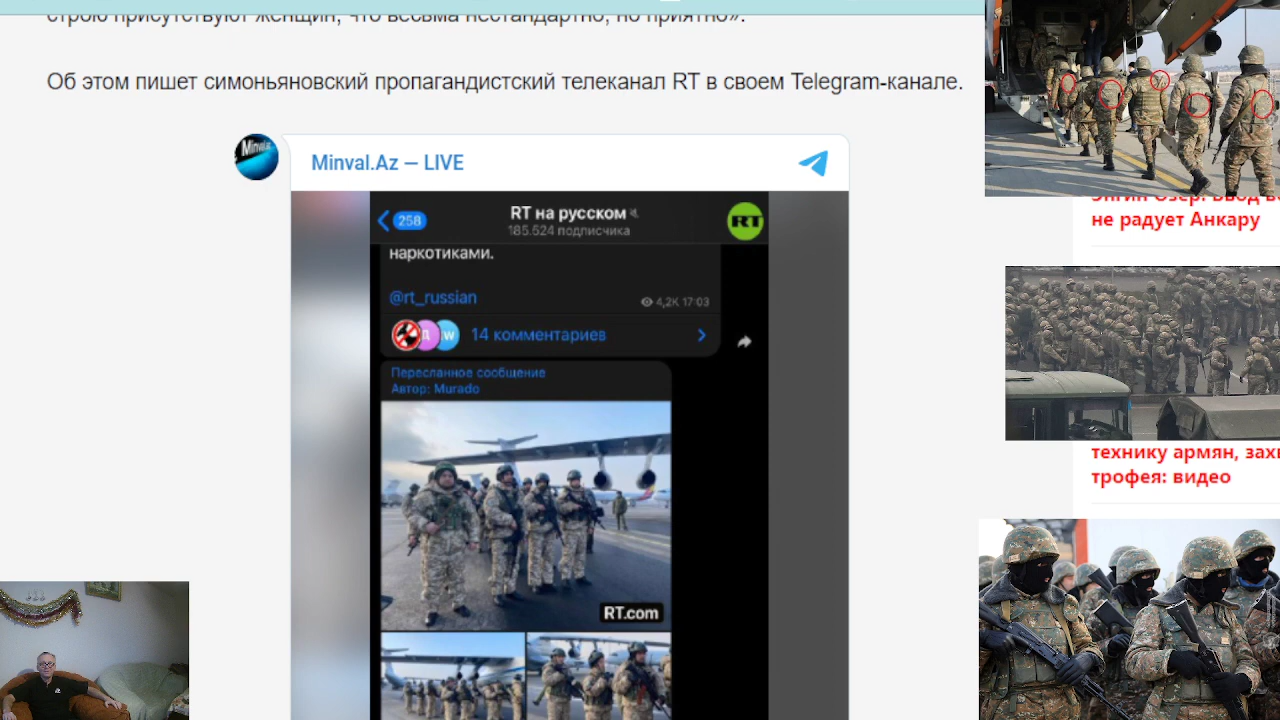 строю присутствуют женщин, что весьма нестандартно, но приятно».
Об этом пишет симоньяновский пропагандистский телеканал RT в своем Telegram-канале.
Minval.Az
Minval.Az — LIVE
258
RT на русском
185.524 подписчика
RT
наркотиками.
@rt_russian
4,2K 17:03
Д W
14 комментариев
Пересланное сообщение
Автор: Murado
RT.com
не радует Анкару
технику армян,
трофея: видео